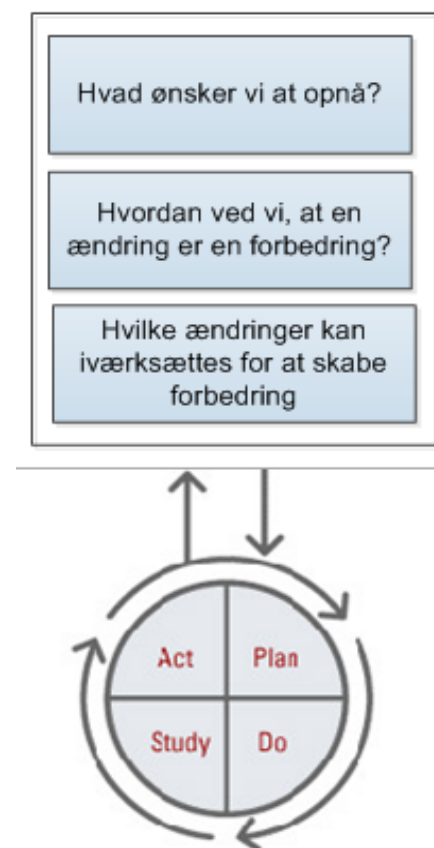 Hvad ønsker vi at opnå?
Hvordan ved vi, at en
ændring er en forbedring?
Hvilke ændringer kan
iværksættes for at skabe
forbedring
Act
Plan
Study
Do